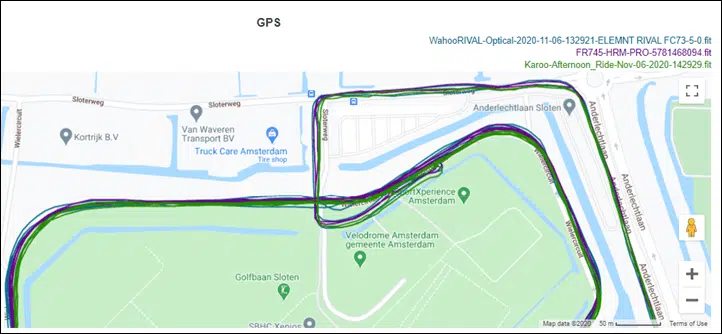 GPS
WahooRIVAL-Optical-2020-11-06-132921-ELEMNT RIVAL FC73-5-0.fit
FR745-HRM-PRO-5781468094.fit
Karoo-Afternoon_Ride-Nov-06-2020-142929.fit
Sloterweg
Sloterweg
Sloterweg
Anderlechtlaan Sloten
Wielercircuit
Kortrijk B.V
Van Waveren
Transport BV
Truck Care Amsterdam
Tire shop
Sloterweg
Anderlechtlaan
Anderlechtlaan
Anderlechtlaan
Wielercircuit
Wielercircuit
Amsterdam
Velodrome Amsterdam
gemeente Amsterdam
Golfbaan Sloten
SBHC Xenios
Map data ©2020
50 m
Terms of Use